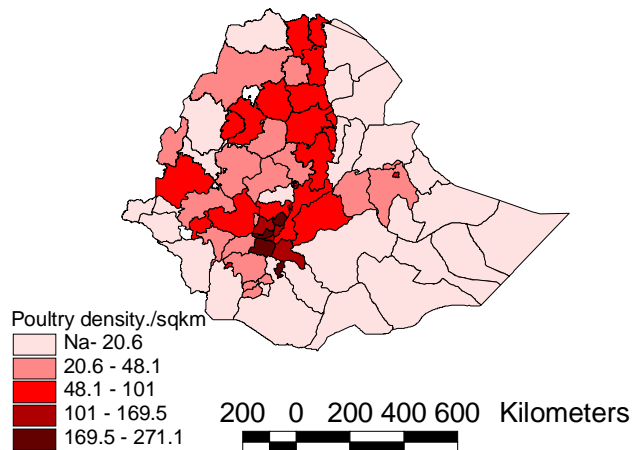 Poultry density./sqkm
Na- 20.6
20.6 - 48.1
48.1 - 101
101 - 169.5
169.5 - 271.1
200 0 200 400 600 Kilometers